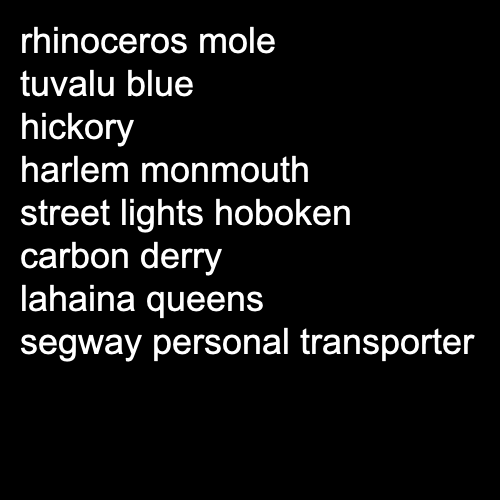 rhinoceros mole
tuvalu blue
hickory
harlem monmouth
street lights hoboken
carbon derry
lahaina queens
segway personal transporter